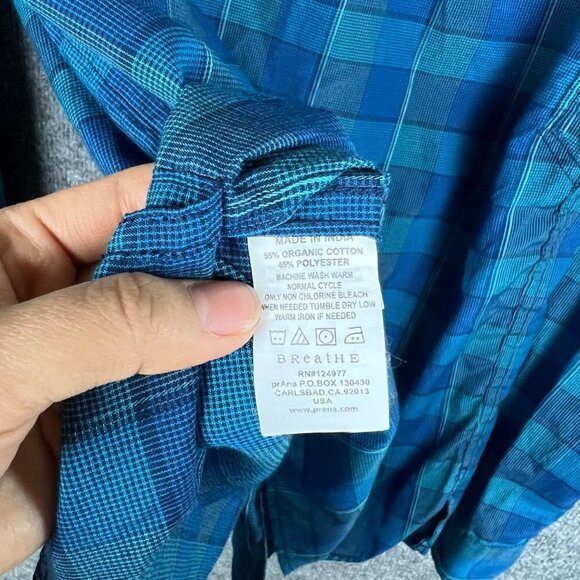 MADE IN INDIA
55% ORGANIC COTTON
45% POLYESTER
MACHINE WASH WARM
NORMAL CYCLE
ONLY NON CHLORINE BLEACH
WHEN NEEDED TUMBLE DRY LOW
WARM IRON IF NEEDED
BReatHE
RN#124977
prAna P.O.BOX 130430
CARLSBAD,CA.92013
USA
www.prana.com